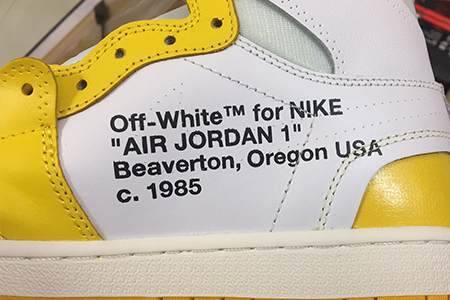 Off-White™ for NIKE
"AIR JORDAN 1"
Beaverton, Oregon USA
c. 1985